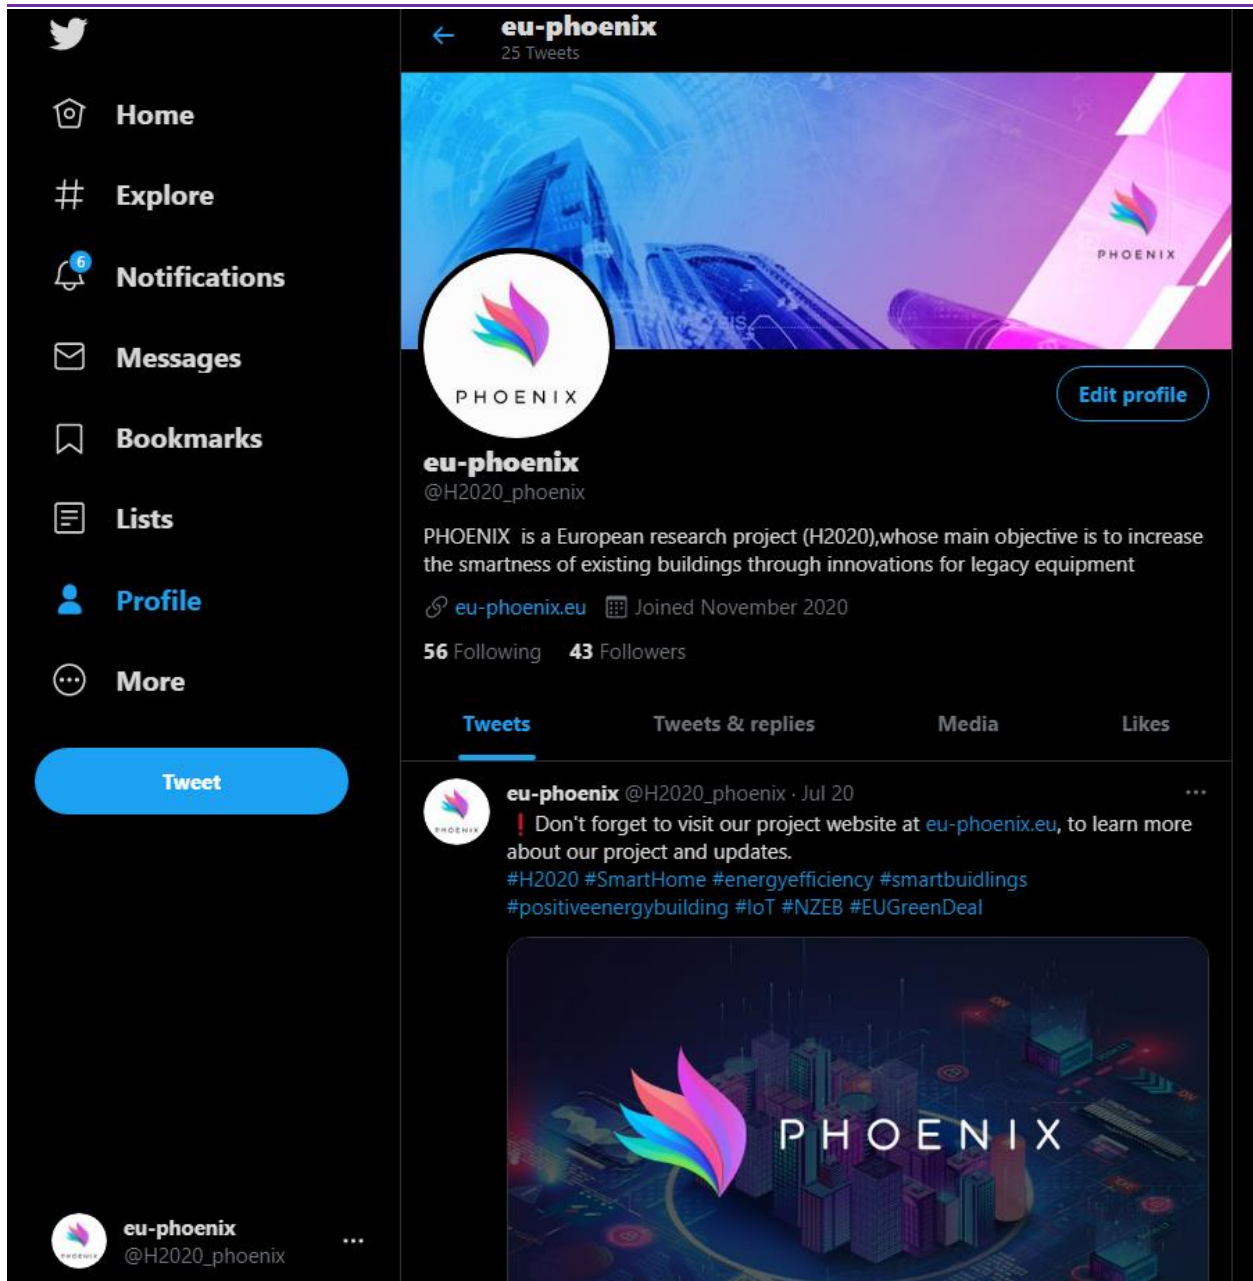 eu-phoenix
25 Tweets
Home
Explore
6
Notifications
Messages
Bookmarks
Lists
Profile
More
Tweet
PHOENIX
PHOENIX
Edit profile
eu-phoenix
@H2020_phoenix
PHOENIX is a European research project (H2020),whose main objective is to increase
the smartness of existing buildings through innovations for legacy equipment
eu-phoenix.eu Joined November 2020
56 Following 43 Followers
Tweets Tweets & replies Media Likes
PHOENIX
eu-phoenix @H2020_phoenix · Jul 20
❗ Don't forget to visit our project website at eu-phoenix.eu, to learn more
about our project and updates.
#H2020 #SmartHome #energyefficiency #smartbuidlings
#positiveenergybuilding #IoT #NZEB #EUGreenDeal
PHOENIX
PHOENIX
eu-phoenix
@H2020_phoenix